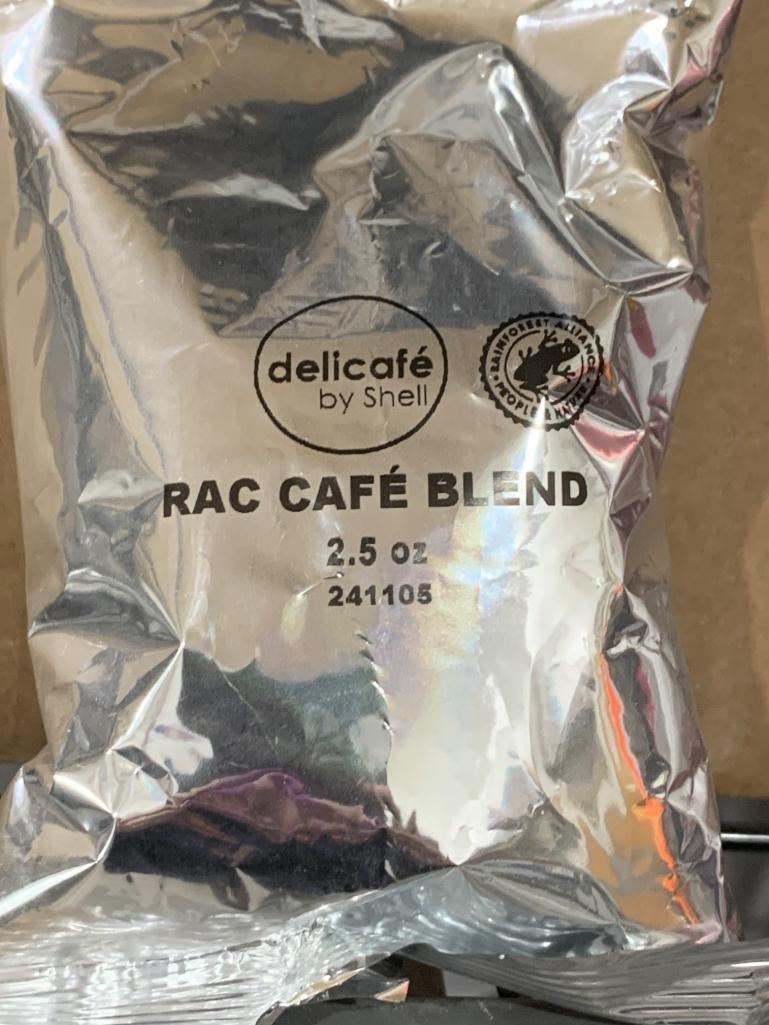 delicafé
by Shell
RAINFOREST ALLIANCE
PEOPLE & NATURE
RAC CAFÉ BLEND
2.5 oz
241105